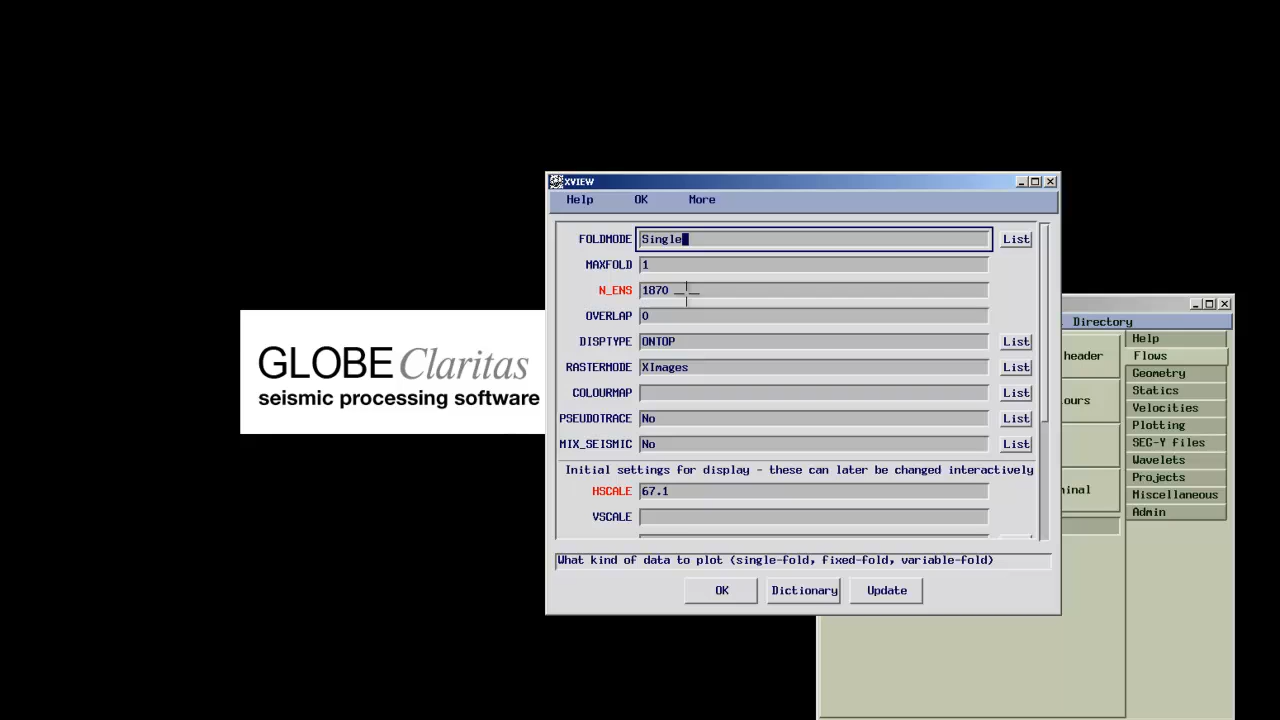 XVIEW
Help OK More
FOLDMODE Single List
MAXFOLD 1
N_ENS 1870
OVERLAP 0
DISPTYPE ONTOP List
RASTERMODE XImages List
COLOURMAP List
PSEUDOTRACE No List
MIX_SEISMIC No List
Initial settings for display - these can later be changed interactively
HSCALE 67.1
VSCALE
What kind of data to plot (single-fold, fixed-fold, variable-fold)
OK Dictionary Update
GLOBE Claritas
seismic processing software
Directory
header
ours
inal
Help
Flows
Geometry
Statics
Velocities
Plotting
SEG-Y files
Wavelets
Projects
Miscellaneous
Admin